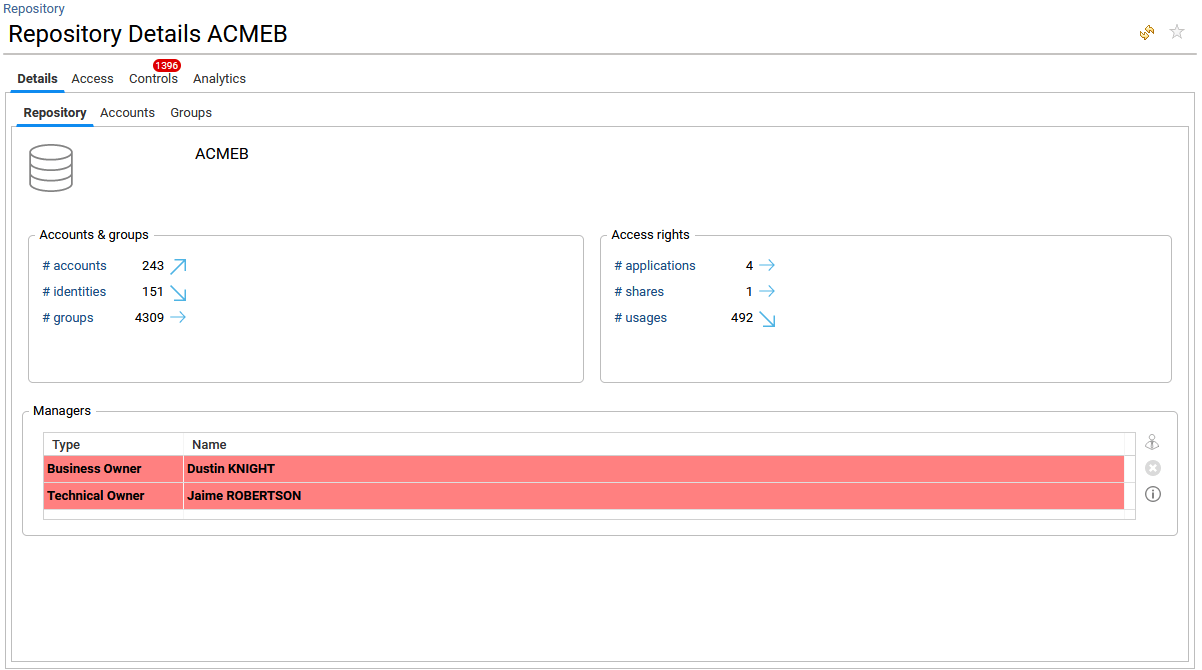 Repository
Repository Details ACMEB
1396
Details Access Controls Analytics
Repository Accounts Groups
ACMEB
Accounts & groups
# accounts 243
# identities 151
# groups 4309
Access rights
# applications 4
# shares 1
# usages 492
Managers
Type Name
Business Owner Dustin KNIGHT
Technical Owner Jaime ROBERTSON